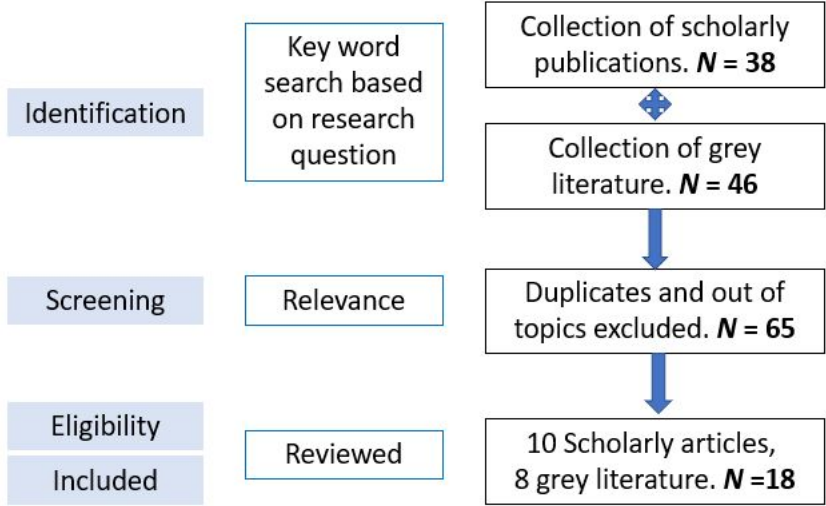 Identification
Key word
search based
on research
question
Collection of scholarly
publications. N = 38
Collection of grey
literature. N = 46
Screening
Relevance
Duplicates and out of
topics excluded. N = 65
Eligibility
Included
Reviewed
10 Scholarly articles,
8 grey literature. N =18